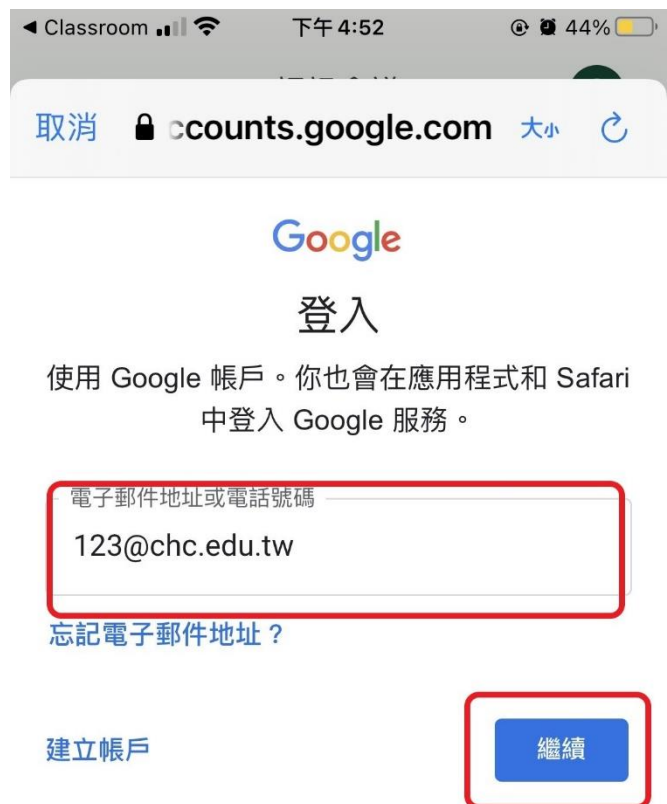 ◀ Classroom 下午 4:52 44%
取消 ccounts.google.com 大小
Google
登入
使用 Google 帳戶。你也會在應用程式和 Safari
中登入 Google 服務。
電子郵件地址或電話號碼
123@chc.edu.tw
忘記電子郵件地址？
建立帳戶 繼續